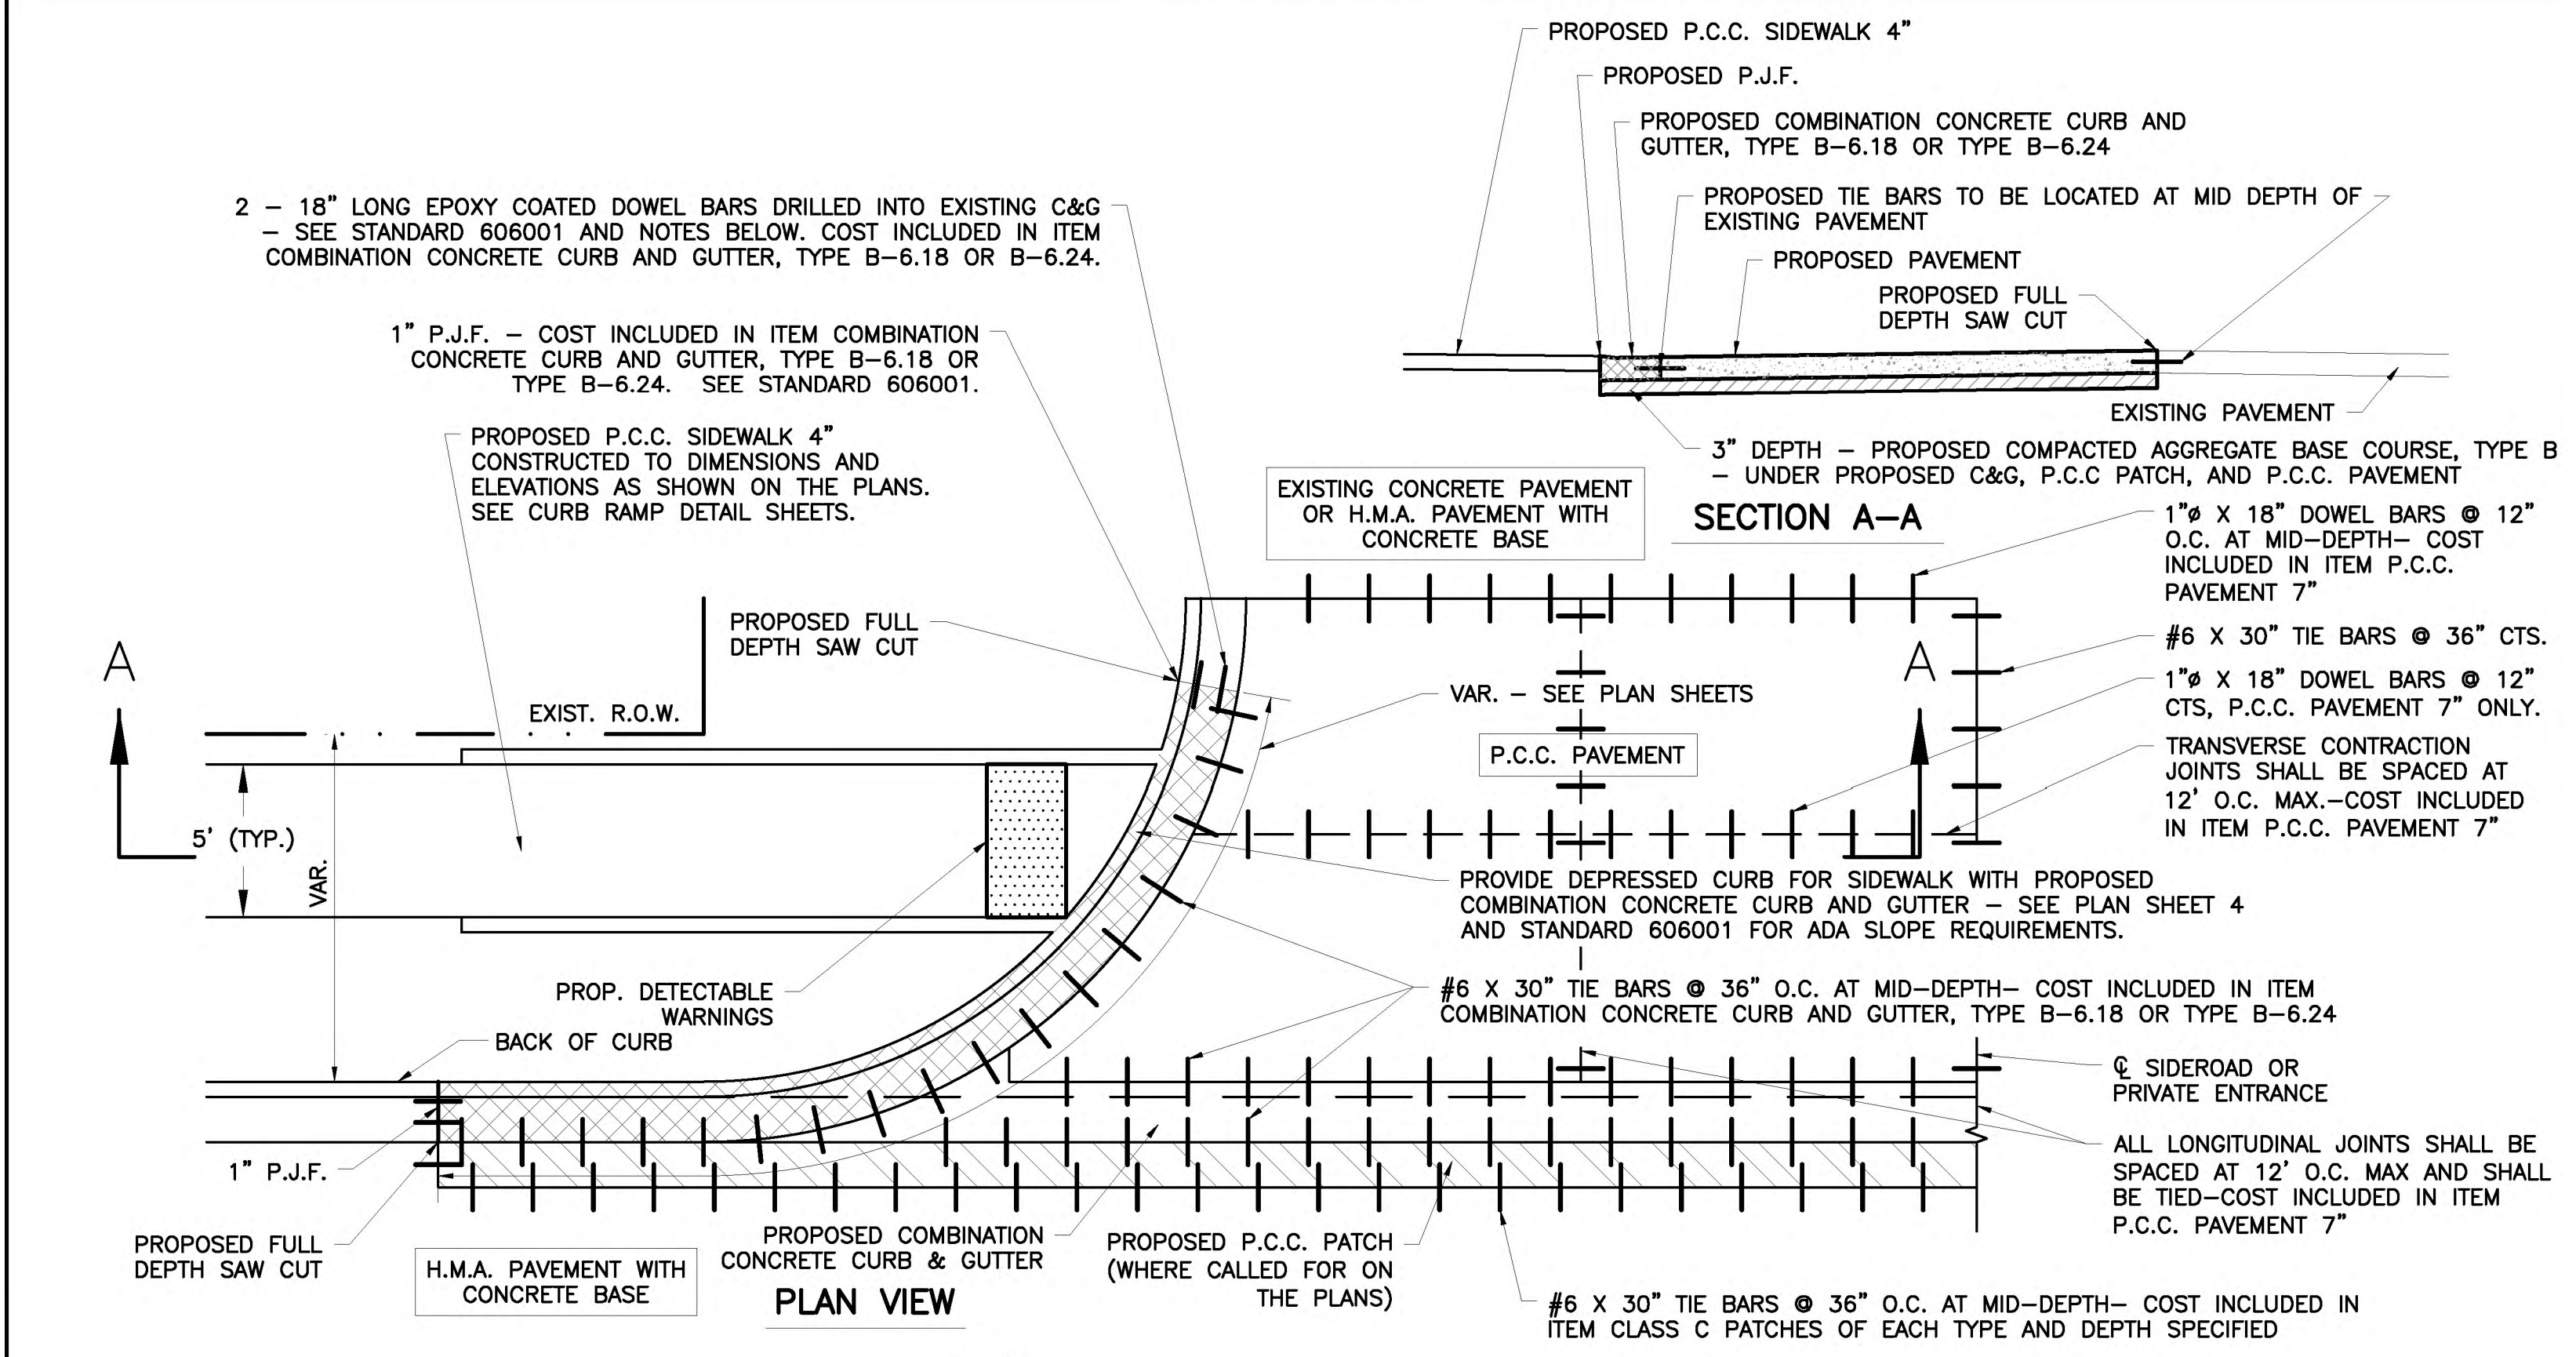 PROPOSED P.C.C. SIDEWALK 4"
PROPOSED P.J.F.
PROPOSED COMBINATION CONCRETE CURB AND
GUTTER, TYPE B-6.18 OR TYPE B-6.24
PROPOSED TIE BARS TO BE LOCATED AT MID DEPTH OF
EXISTING PAVEMENT
PROPOSED PAVEMENT
PROPOSED FULL
DEPTH SAW CUT
EXISTING PAVEMENT
3" DEPTH - PROPOSED COMPACTED AGGREGATE BASE COURSE, TYPE B
- UNDER PROPOSED C&G, P.C.C PATCH, AND P.C.C. PAVEMENT
SECTION A-A
2 - 18" LONG EPOXY COATED DOWEL BARS DRILLED INTO EXISTING C&G
- SEE STANDARD 606001 AND NOTES BELOW. COST INCLUDED IN ITEM
COMBINATION CONCRETE CURB AND GUTTER, TYPE B-6.18 OR B-6.24.
1" P.J.F. - COST INCLUDED IN ITEM COMBINATION
CONCRETE CURB AND GUTTER, TYPE B-6.18 OR
TYPE B-6.24. SEE STANDARD 606001.
PROPOSED P.C.C. SIDEWALK 4"
CONSTRUCTED TO DIMENSIONS AND
ELEVATIONS AS SHOWN ON THE PLANS.
SEE CURB RAMP DETAIL SHEETS.
EXISTING CONCRETE PAVEMENT
OR H.M.A. PAVEMENT WITH
CONCRETE BASE
1"ø X 18" DOWEL BARS @ 12"
O.C. AT MID-DEPTH- COST
INCLUDED IN ITEM P.C.C.
PAVEMENT 7"
PROPOSED FULL
DEPTH SAW CUT
#6 X 30" TIE BARS @ 36" CTS.
A
A
EXIST. R.O.W.
VAR. - SEE PLAN SHEETS
1"ø X 18" DOWEL BARS @ 12"
CTS, P.C.C. PAVEMENT 7" ONLY.
P.C.C. PAVEMENT
TRANSVERSE CONTRACTION
JOINTS SHALL BE SPACED AT
12' O.C. MAX.-COST INCLUDED
IN ITEM P.C.C. PAVEMENT 7"
5' (TYP.)
VAR.
PROVIDE DEPRESSED CURB FOR SIDEWALK WITH PROPOSED
COMBINATION CONCRETE CURB AND GUTTER - SEE PLAN SHEET 4
AND STANDARD 606001 FOR ADA SLOPE REQUIREMENTS.
PROP. DETECTABLE
WARNINGS
#6 X 30" TIE BARS @ 36" O.C. AT MID-DEPTH- COST INCLUDED IN ITEM
COMBINATION CONCRETE CURB AND GUTTER, TYPE B-6.18 OR TYPE B-6.24
BACK OF CURB
℄ SIDEROAD OR
PRIVATE ENTRANCE
1" P.J.F.
ALL LONGITUDINAL JOINTS SHALL BE
SPACED AT 12' O.C. MAX AND SHALL
BE TIED-COST INCLUDED IN ITEM
P.C.C. PAVEMENT 7"
PROPOSED FULL
DEPTH SAW CUT
H.M.A. PAVEMENT WITH
CONCRETE BASE
PROPOSED COMBINATION
CONCRETE CURB & GUTTER
PROPOSED P.C.C. PATCH
(WHERE CALLED FOR ON
THE PLANS)
PLAN VIEW
#6 X 30" TIE BARS @ 36" O.C. AT MID-DEPTH- COST INCLUDED IN
ITEM CLASS C PATCHES OF EACH TYPE AND DEPTH SPECIFIED